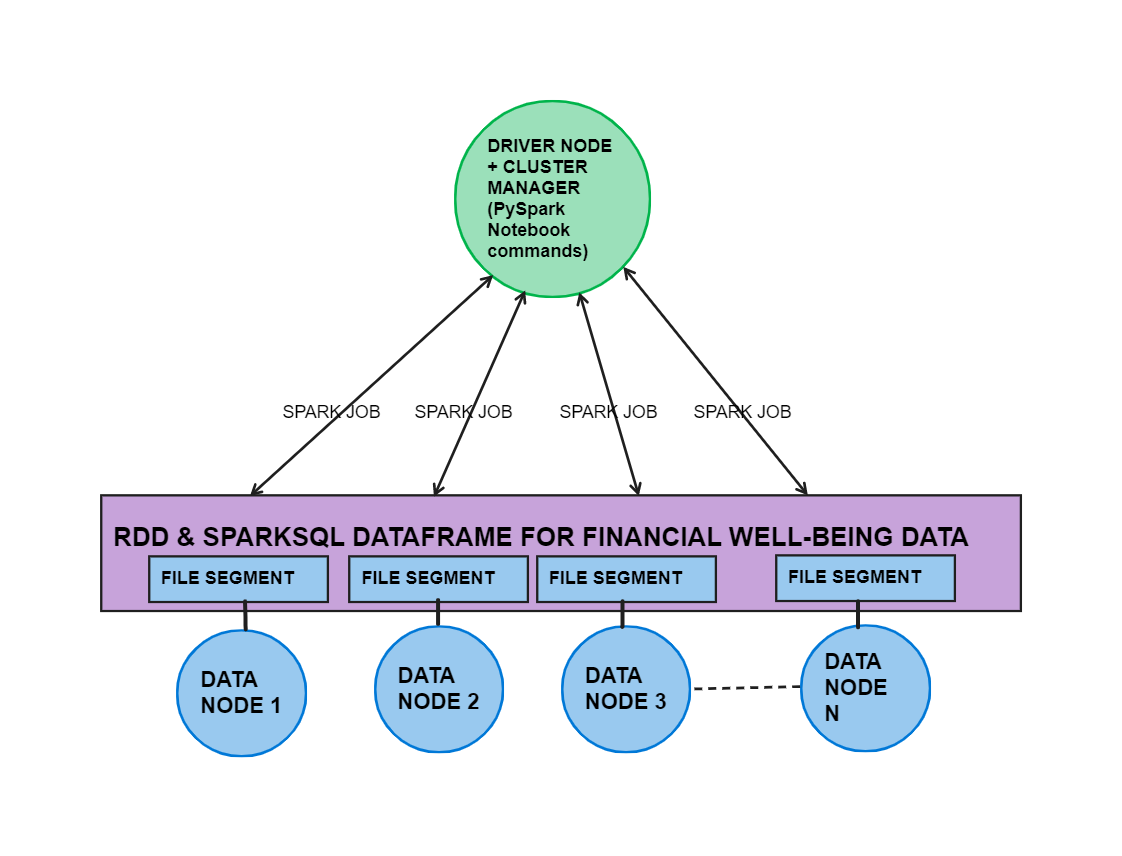 DRIVER NODE
+ CLUSTER
MANAGER
(PySpark
Notebook
commands)
SPARK JOB
SPARK JOB
SPARK JOB
SPARK JOB
RDD & SPARKSQL DATAFRAME FOR FINANCIAL WELL-BEING DATA
FILE SEGMENT
FILE SEGMENT
FILE SEGMENT
FILE SEGMENT
DATA
NODE 1
DATA
NODE 2
DATA
NODE 3
DATA
NODE
N